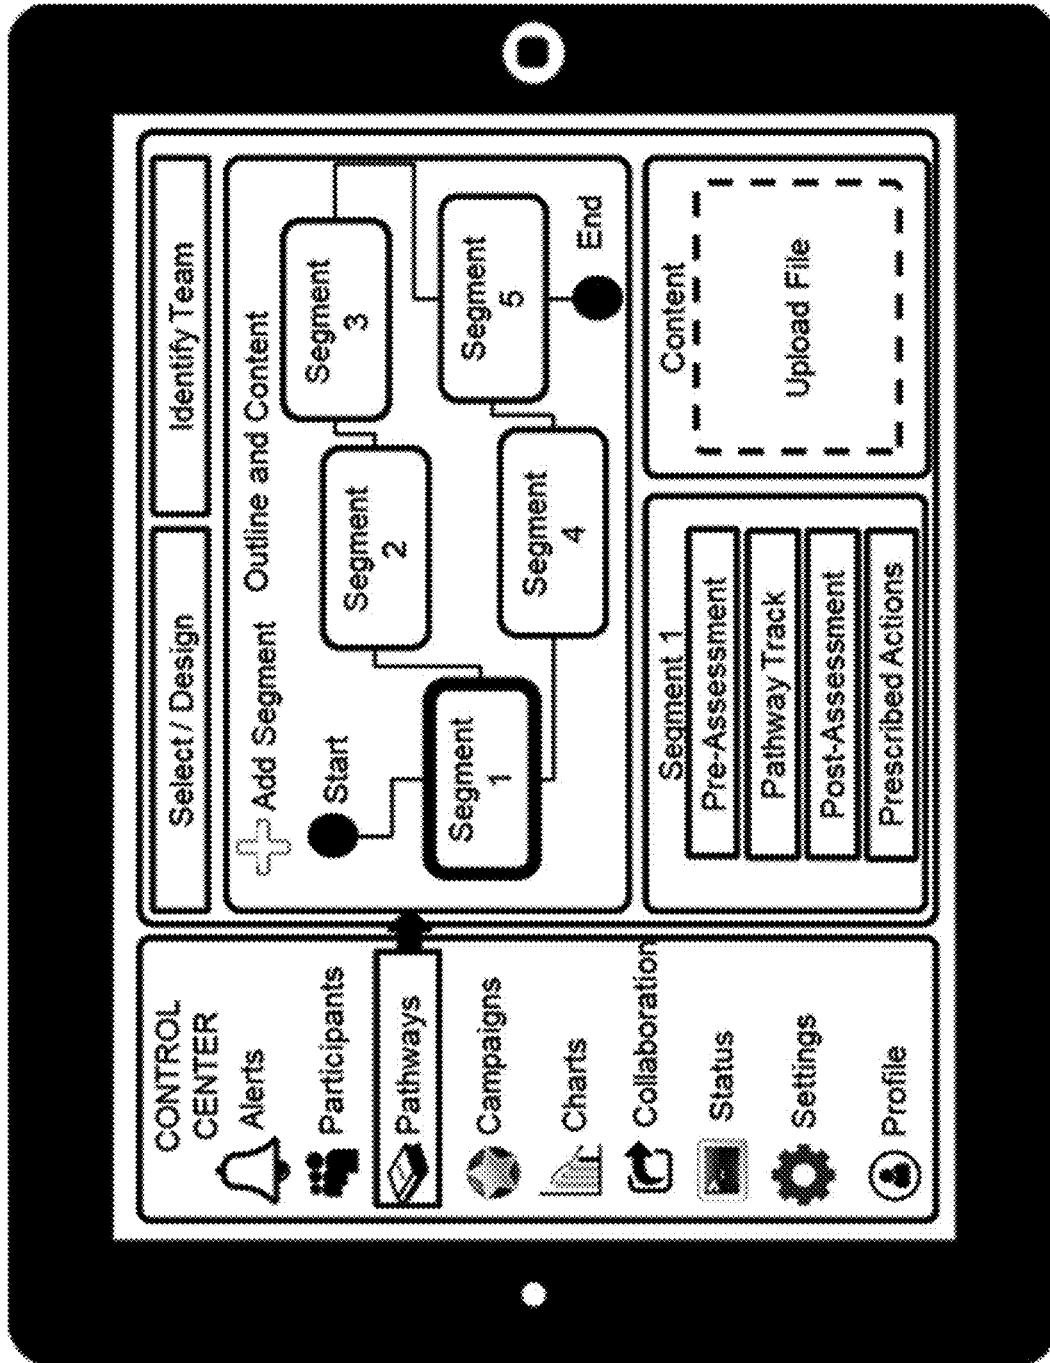 CONTROL
CENTER
Alerts
Participants
Pathways
Campaigns
Charts
Collaboration
Status
Settings
Profile
Select / Design
Identify Team
Add Segment
Outline and Content
Start
Segment
1
Segment
2
Segment
3
Segment
4
Segment
5
End
Segment 1
Pre-Assessment
Pathway Track
Post-Assessment
Prescribed Actions
Content
Upload File